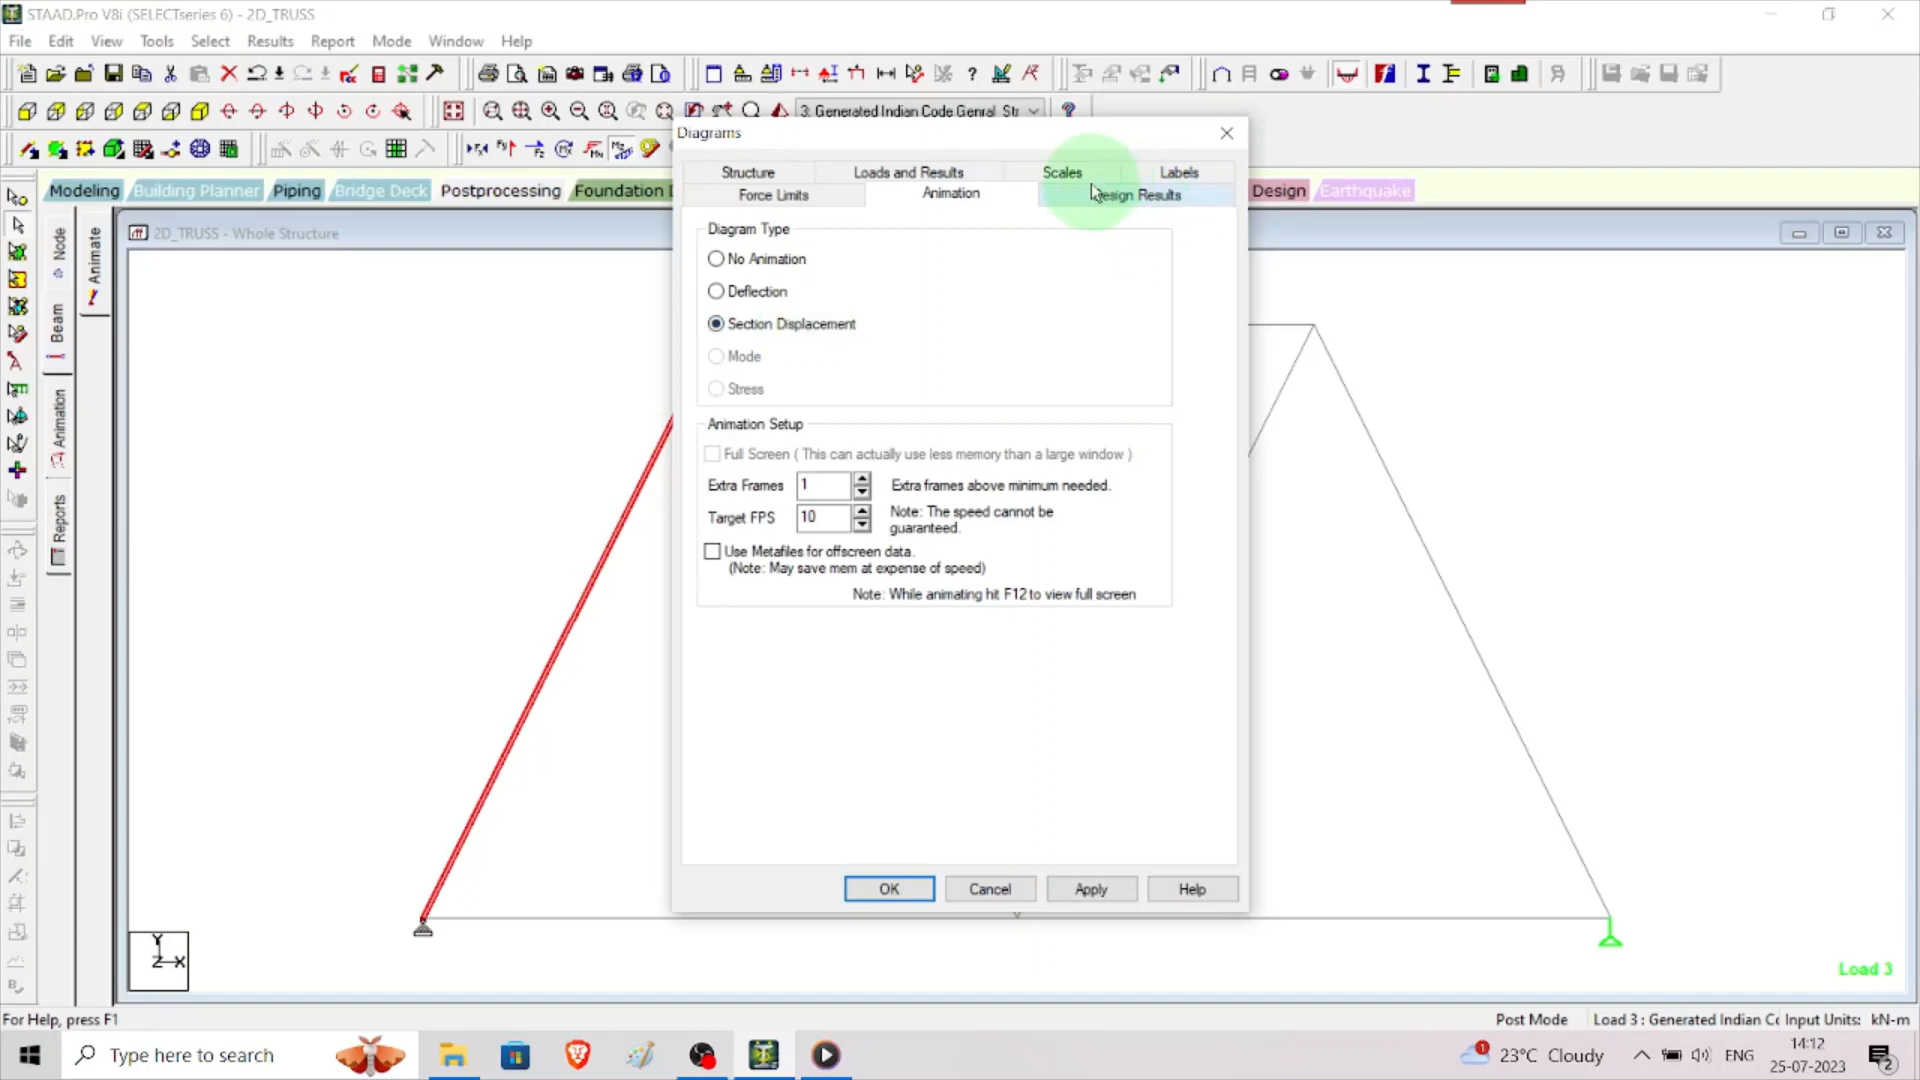 STAAD.Pro V8i (SELECTseries 6) - 2D_TRUSS
File Edit View Tools Select Results Report Mode Window Help
3: Generated Indian Code Genral Str
Diagrams
Structure Loads and Results Scales Labels
Force Limits Animation Design Results
Modeling Building Planner Piping Bridge Deck Postprocessing Foundation D Design Earthquake
2D_TRUSS - Whole Structure
Node
Beam
Animation
Reports
Animate
Diagram Type
No Animation
Deflection
Section Displacement
Mode
Stress
Animation Setup
Full Screen ( This can actually use less memory than a large window )
Extra Frames 1 Extra frames above minimum needed.
Target FPS 10 Note: The speed cannot be
guaranteed.
Use Metafiles for offscreen data.
(Note: May save mem at expense of speed)
Note: While animating hit F12 to view full screen
OK Cancel Apply Help
Y
Z X
Load 3
For Help, press F1
Post Mode Load 3 : Generated Indian Cc Input Units: kN-m
Type here to search
1 23°C Cloudy ENG 14:12
25-07-2023 2